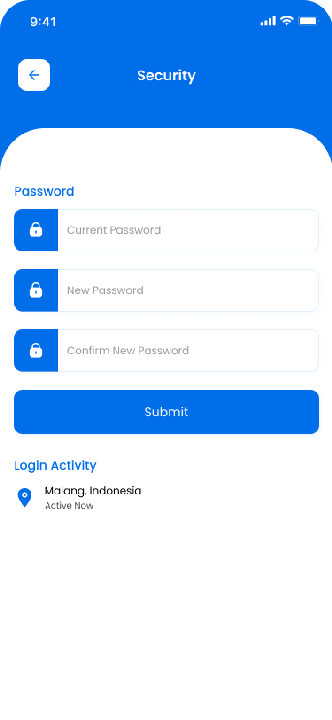 9:41
Security
Password
Current Password
New Password
Confirm New Password
Submit
Login Activity
Malang, Indonesia
Active Now